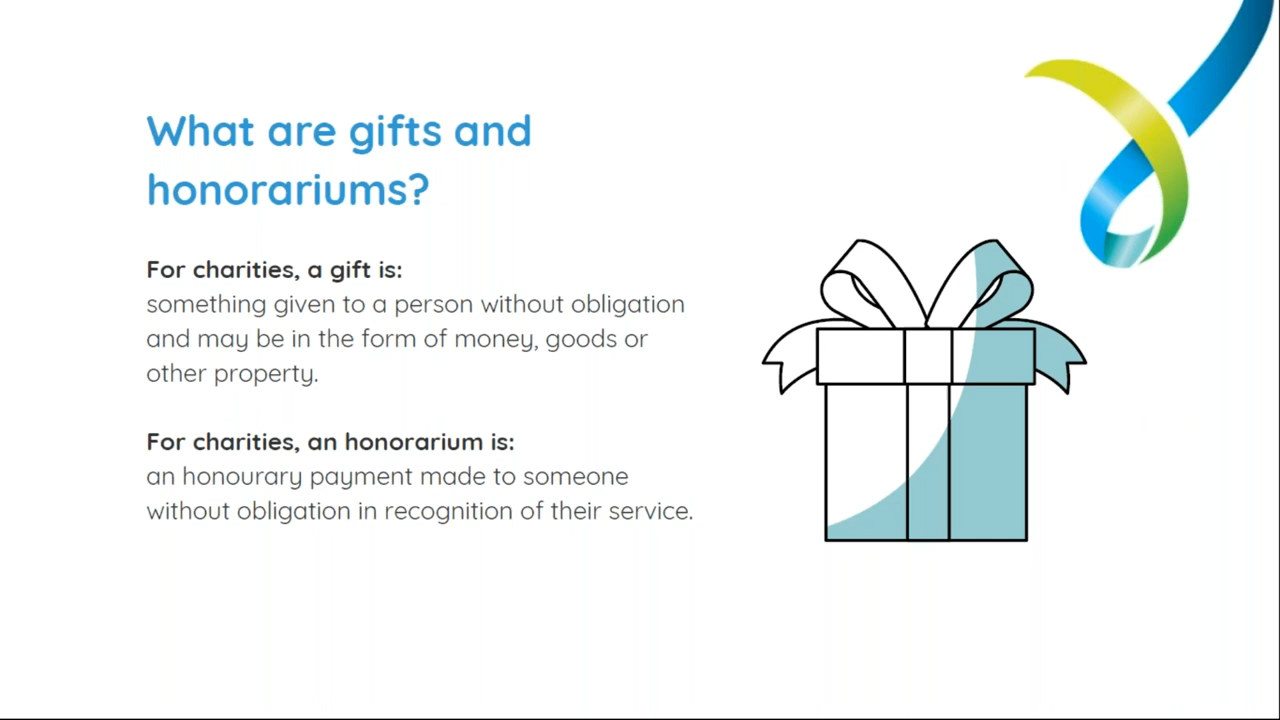 What are gifts and
honorariums?
For charities, a gift is:
something given to a person without obligation
and may be in the form of money, goods or
other property.
For charities, an honorarium is:
an honourary payment made to someone
without obligation in recognition of their service.